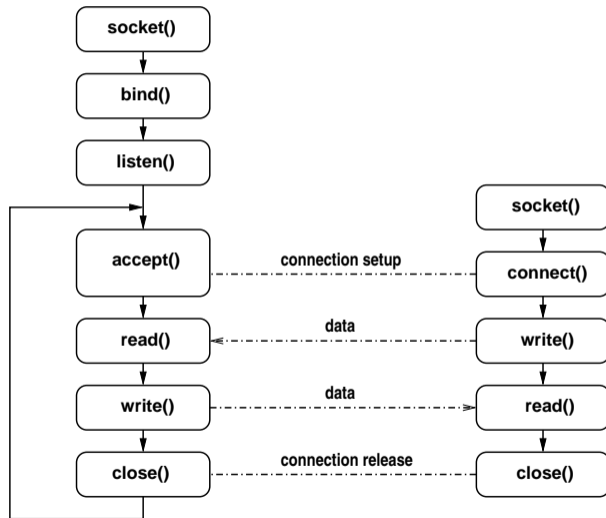 socket()
bind()
listen()
socket()
accept()
connection setup
connect()
read()
data
write()
write()
data
read()
close()
connection release
close()